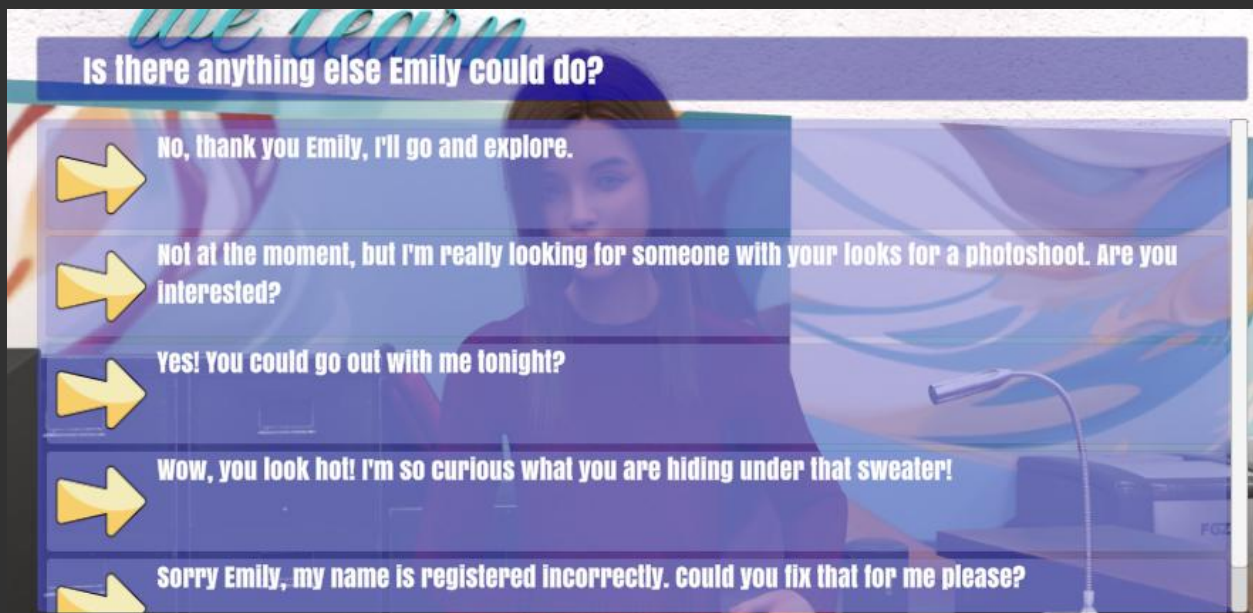 we learn
Is there anything else Emily could do?
No, thank you Emily, I'll go and explore.
Not at the moment, but I'm really looking for someone with your looks for a photoshoot. Are you
interested?
Yes! You could go out with me tonight?
Wow, you look hot! I'm so curious what you are hiding under that sweater!
Sorry Emily, my name is registered incorrectly. Could you fix that for me please?